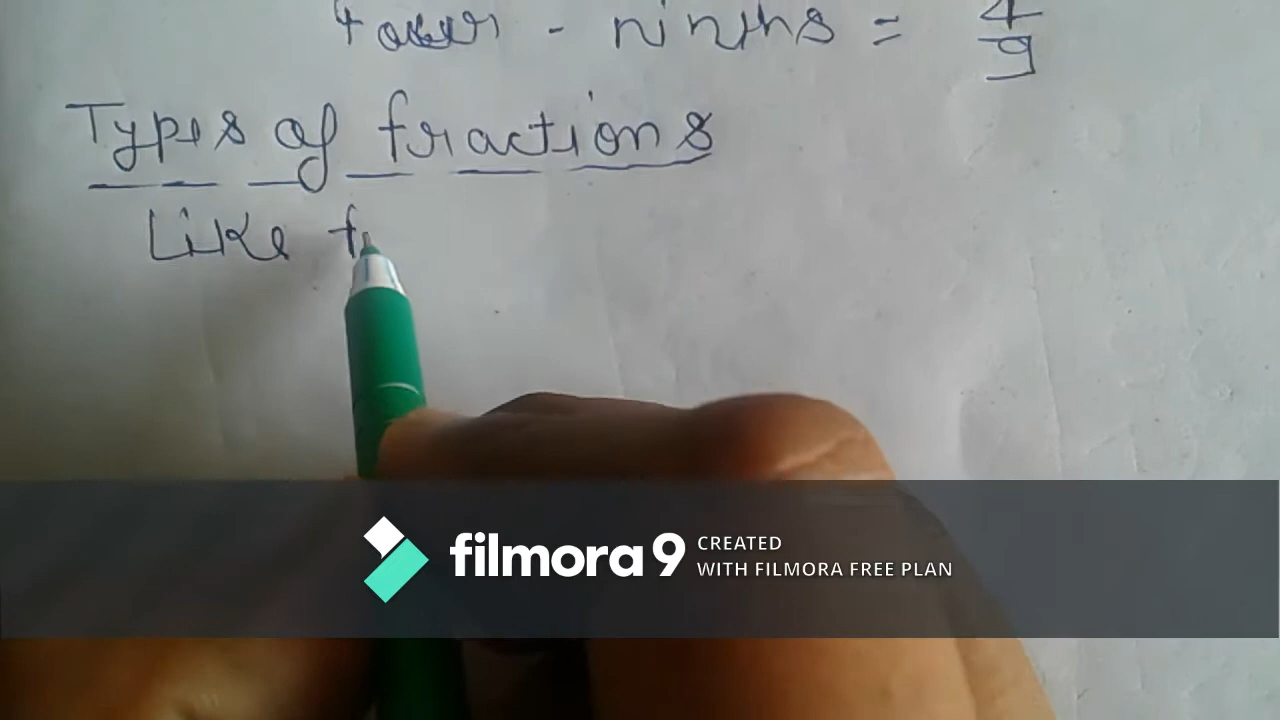 - ninths = 4/9
Types of fractions
Like f
filmora 9 CREATED
WITH FILMORA FREE PLAN